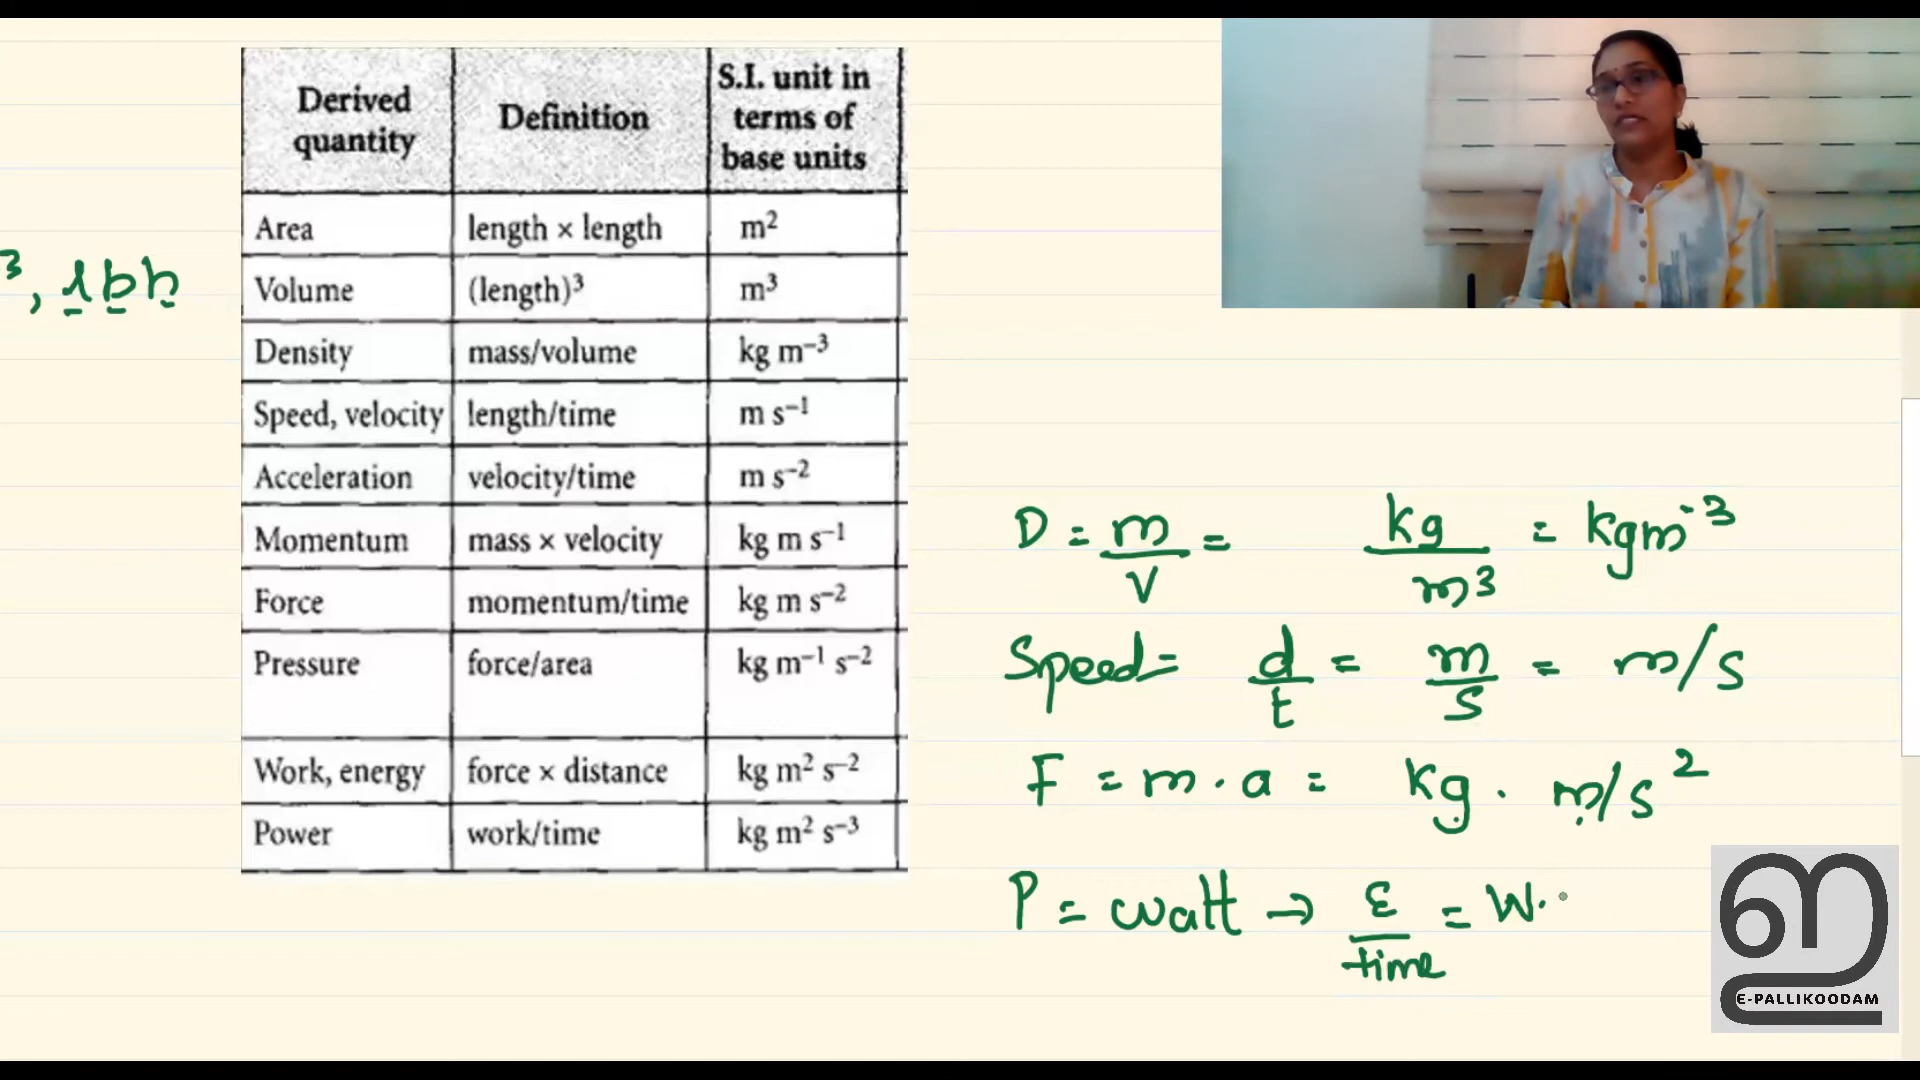 Derived quantity | Definition | S.I. unit in terms of base units
Area | length × length | m²
Volume | (length)³ | m³
Density | mass/volume | kg m⁻³
Speed, velocity | length/time | m s⁻¹
Acceleration | velocity/time | m s⁻²
Momentum | mass × velocity | kg m s⁻¹
Force | momentum/time | kg m s⁻²
Pressure | force/area | kg m⁻¹ s⁻²
Work, energy | force × distance | kg m² s⁻²
Power | work/time | kg m² s⁻³
³, lbh
D = m/V = kg/m³ = kgm⁻³
Speed = d/t = m/s = m/s
F = m · a = kg · m/s²
P = watt → E/time = W·
E-PALLIKOODAM